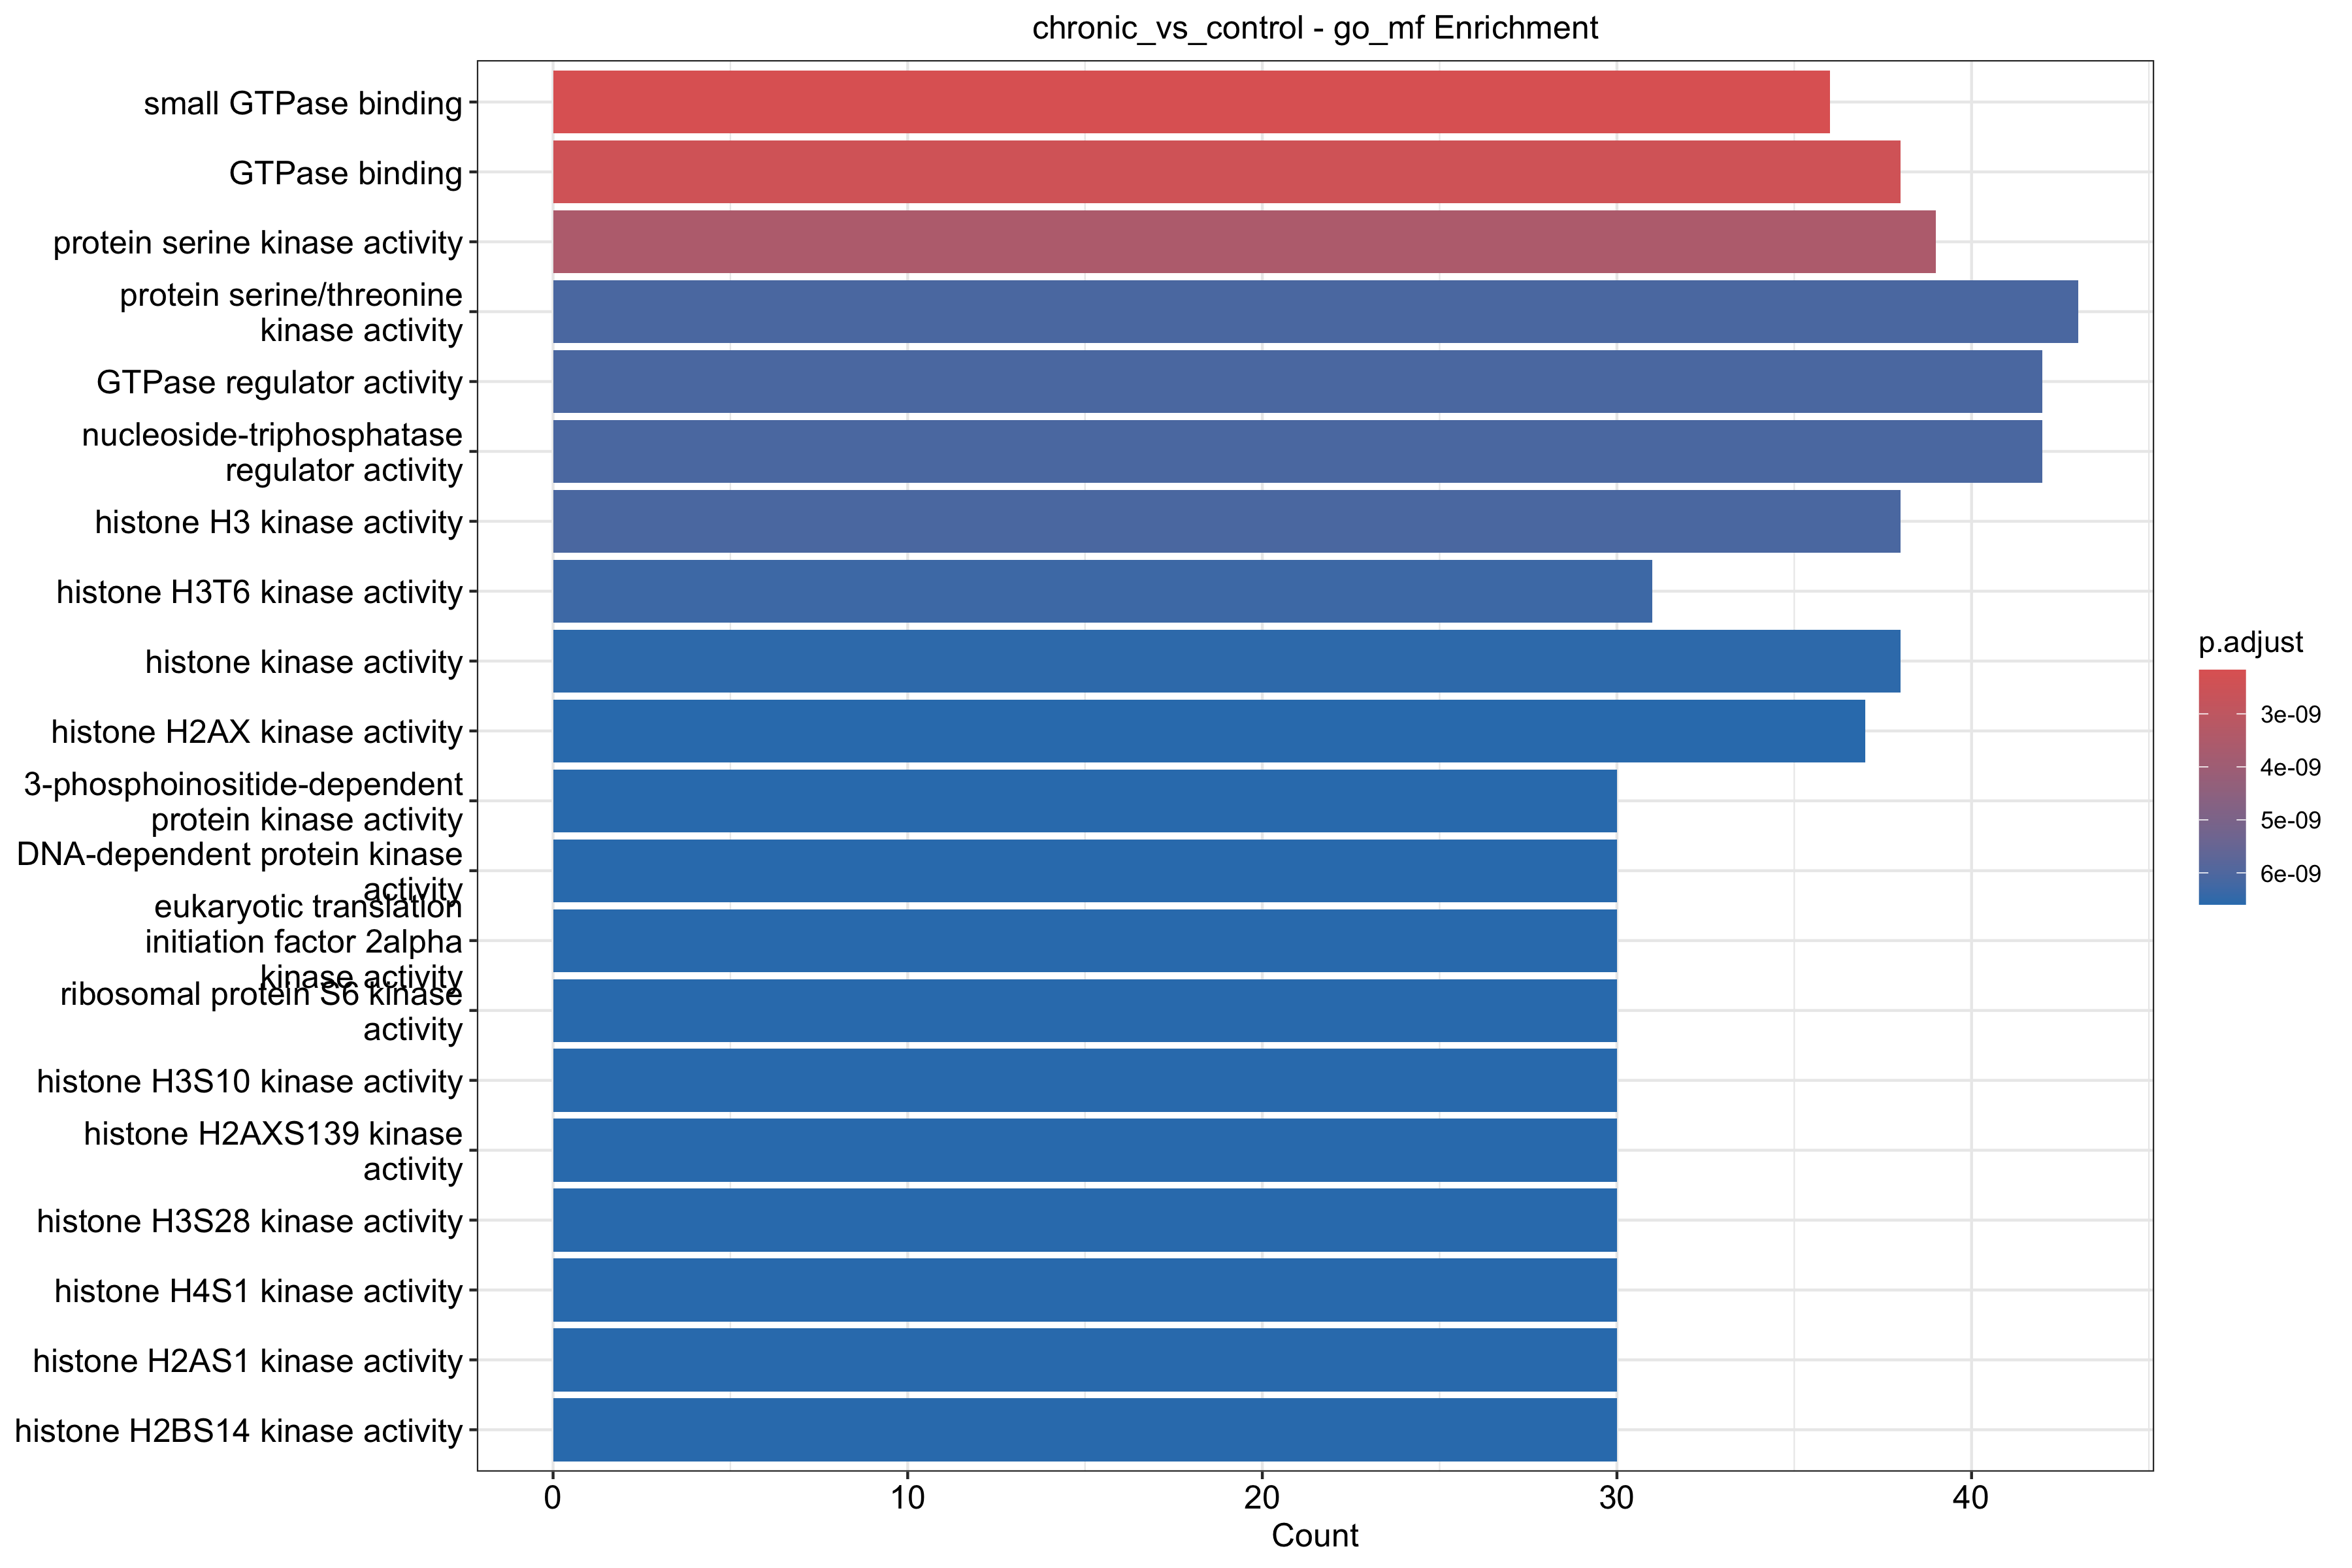 chronic_vs_control - go_mf Enrichment
small GTPase binding
GTPase binding
protein serine kinase activity
protein serine/threonine
kinase activity
GTPase regulator activity
nucleoside-triphosphatase
regulator activity
histone H3 kinase activity
histone H3T6 kinase activity
histone kinase activity
histone H2AX kinase activity
3-phosphoinositide-dependent
protein kinase activity
DNA-dependent protein kinase
activity
eukaryotic translation
initiation factor 2alpha
kinase activity
ribosomal protein S6 kinase
activity
histone H3S10 kinase activity
histone H2AXS139 kinase
activity
histone H3S28 kinase activity
histone H4S1 kinase activity
histone H2AS1 kinase activity
histone H2BS14 kinase activity
0 10 20 30 40
Count
p.adjust
3e-09
4e-09
5e-09
6e-09